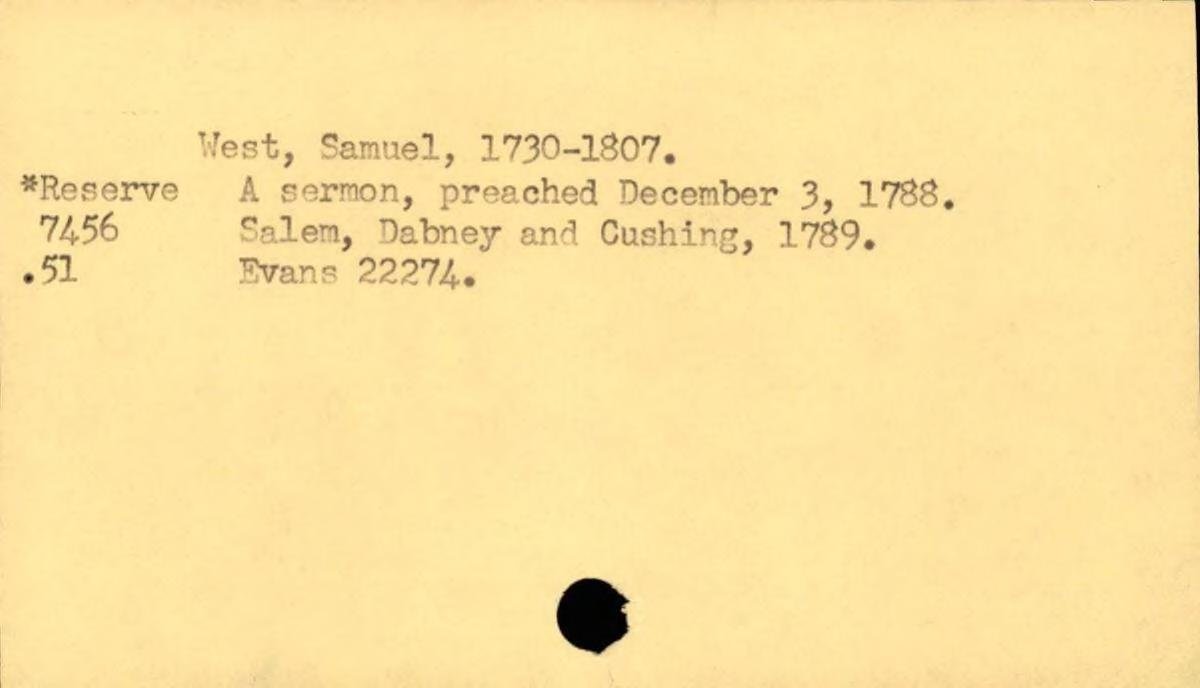 West, Samuel, 1730-1807.
*Reserve A sermon, preached December 3, 1788.
7456 Salem, Dabney and Cushing, 1789.
.51 Evans 22274.